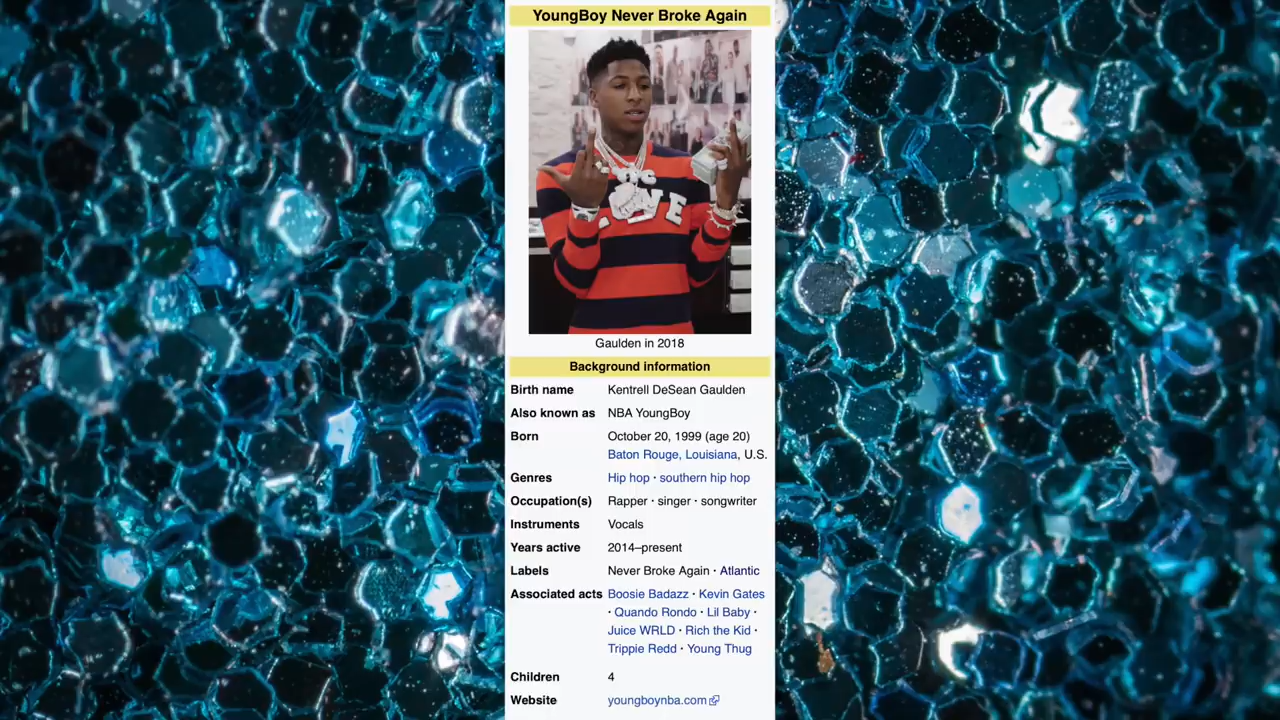 YoungBoy Never Broke Again
LOVE
Gaulden in 2018
Background information
Birth name Kentrell DeSean Gaulden
Also known as NBA YoungBoy
Born October 20, 1999 (age 20)
Baton Rouge, Louisiana, U.S.
Genres Hip hop · southern hip hop
Occupation(s) Rapper · singer · songwriter
Instruments Vocals
Years active 2014–present
Labels Never Broke Again · Atlantic
Associated acts Boosie Badazz · Kevin Gates
· Quando Rondo · Lil Baby ·
Juice WRLD · Rich the Kid ·
Trippie Redd · Young Thug
Children 4
Website youngboynba.com